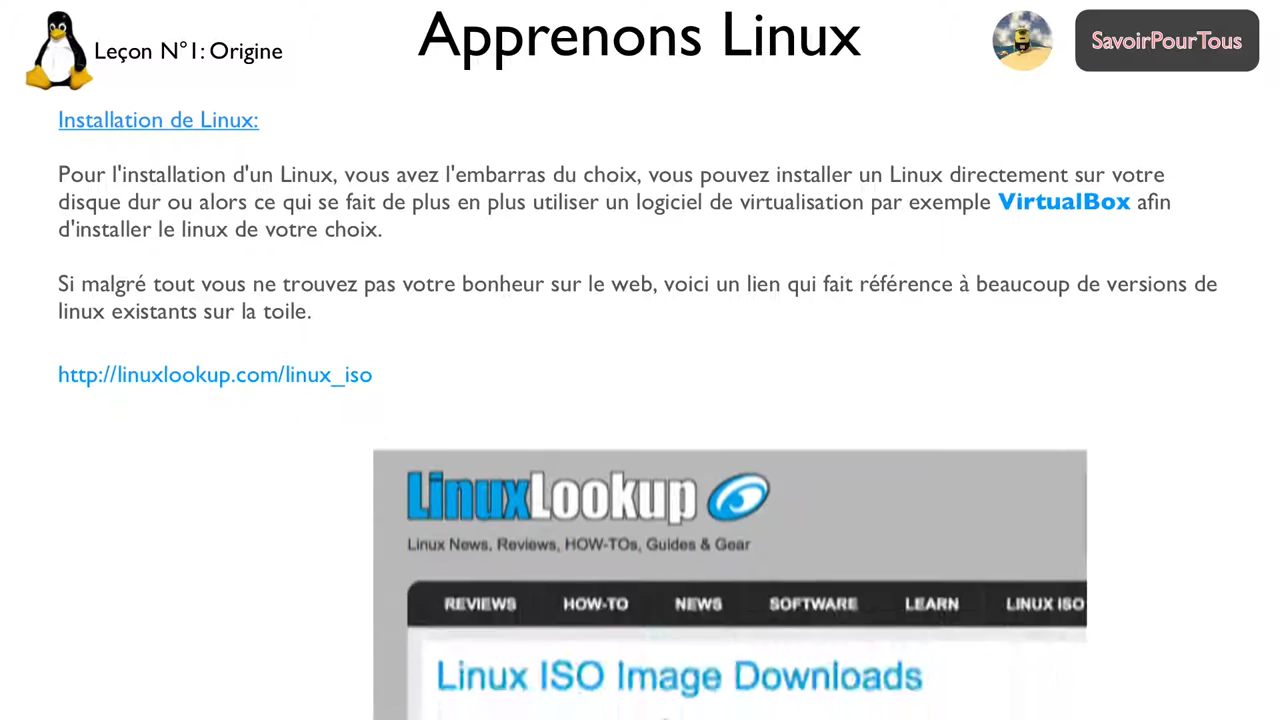 Apprenons Linux
Leçon N°1: Origine
SavoirPourTous
Installation de Linux:
Pour l'installation d'un Linux, vous avez l'embarras du choix, vous pouvez installer un Linux directement sur votre
disque dur ou alors ce qui se fait de plus en plus utiliser un logiciel de virtualisation par exemple VirtualBox afin
d'installer le linux de votre choix.
Si malgré tout vous ne trouvez pas votre bonheur sur le web, voici un lien qui fait référence à beaucoup de versions de
linux existants sur la toile.
http://linuxlookup.com/linux_iso
LinuxLookup
Linux News, Reviews, HOW-TOs, Guides & Gear
REVIEWS HOW-TO NEWS SOFTWARE LEARN LINUX ISO
Linux ISO Image Downloads